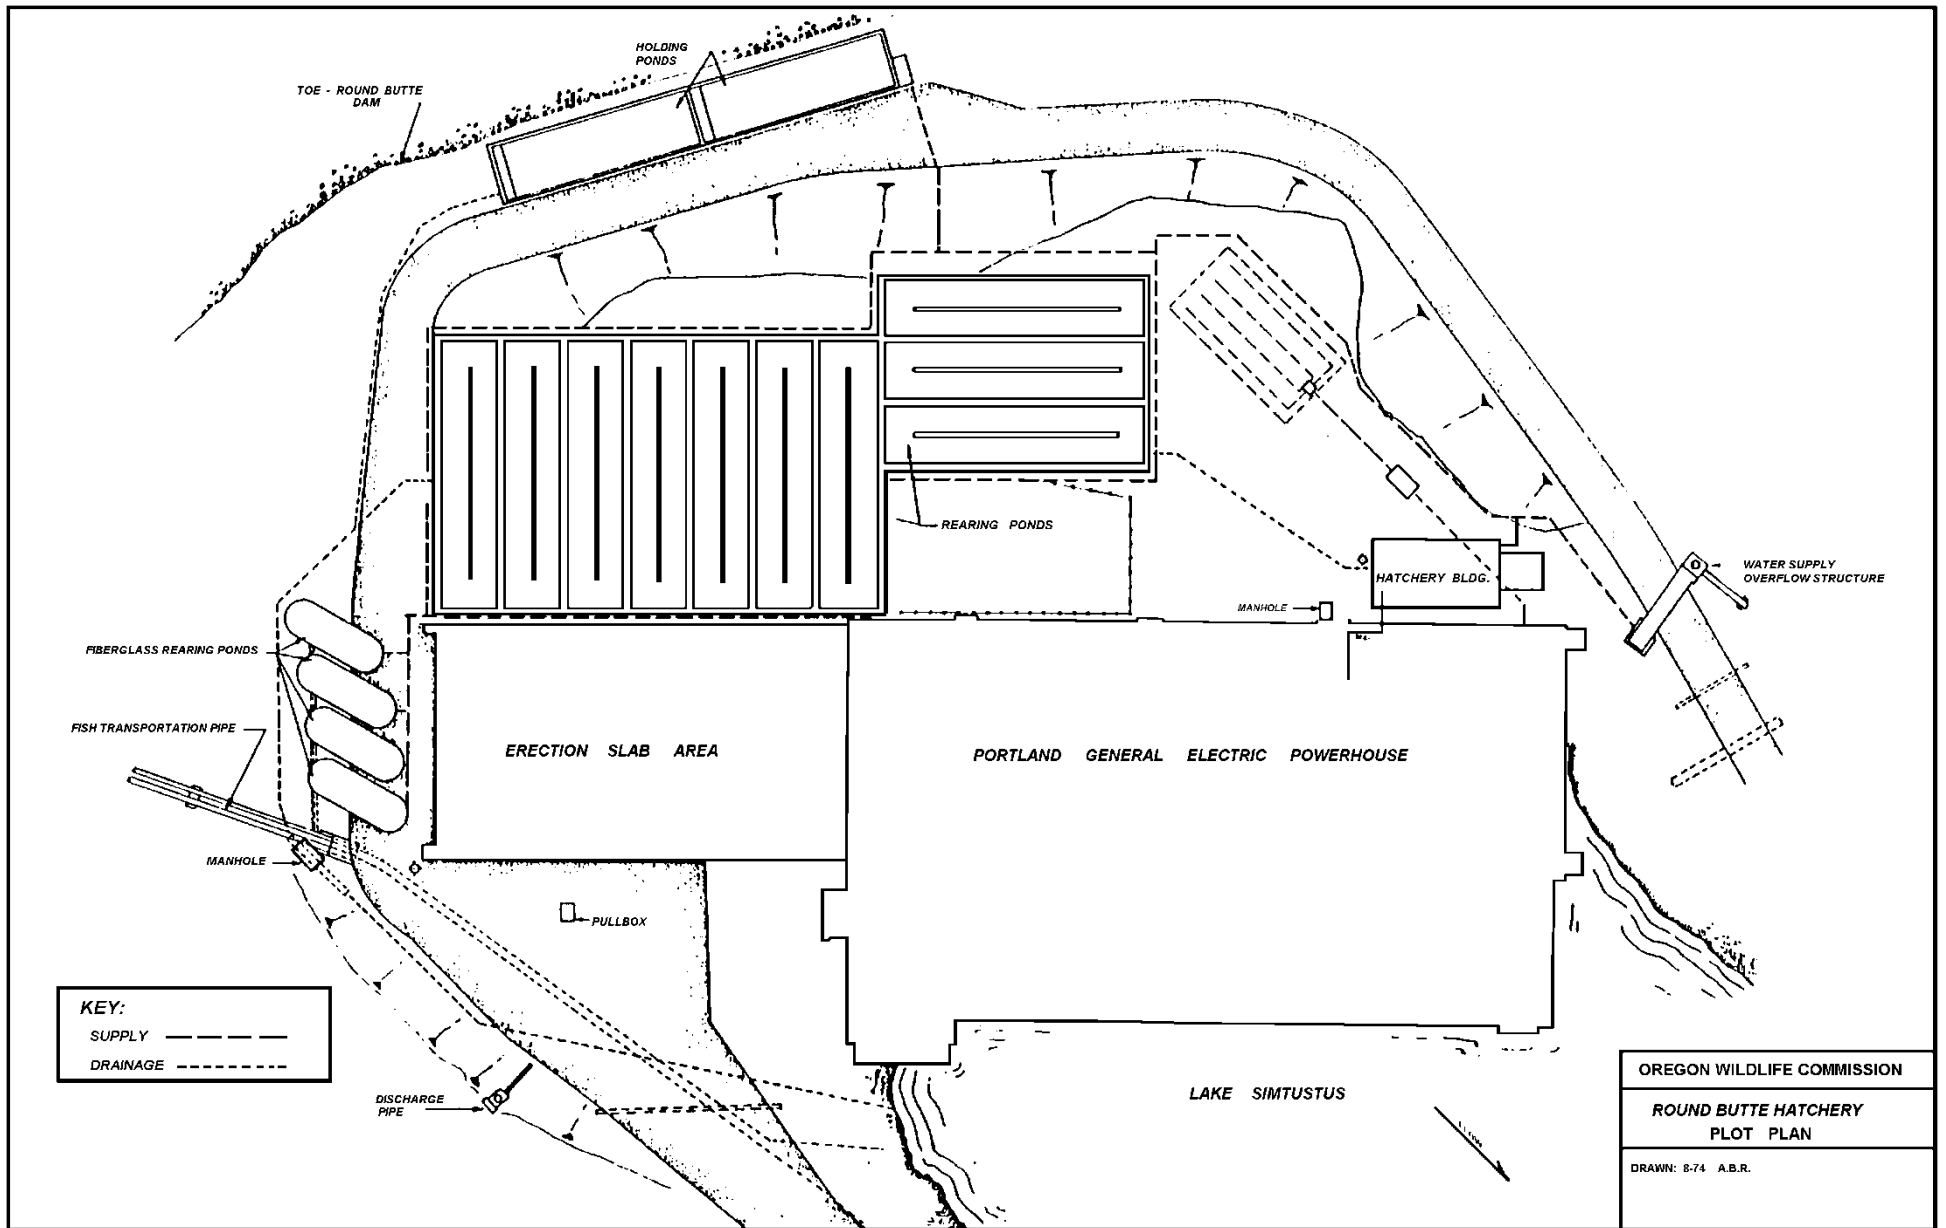 HOLDING
PONDS
TOE - ROUND BUTTE
DAM
REARING PONDS
HATCHERY BLDG.
WATER SUPPLY
OVERFLOW STRUCTURE
MANHOLE
FIBERGLASS REARING PONDS
FISH TRANSPORTATION PIPE
ERECTION SLAB AREA
PORTLAND GENERAL ELECTRIC POWERHOUSE
MANHOLE
PULLBOX
KEY:
SUPPLY
DRAINAGE
DISCHARGE
PIPE
LAKE SIMTUSTUS
OREGON WILDLIFE COMMISSION
ROUND BUTTE HATCHERY
PLOT PLAN
DRAWN: 8-74 A.B.R.